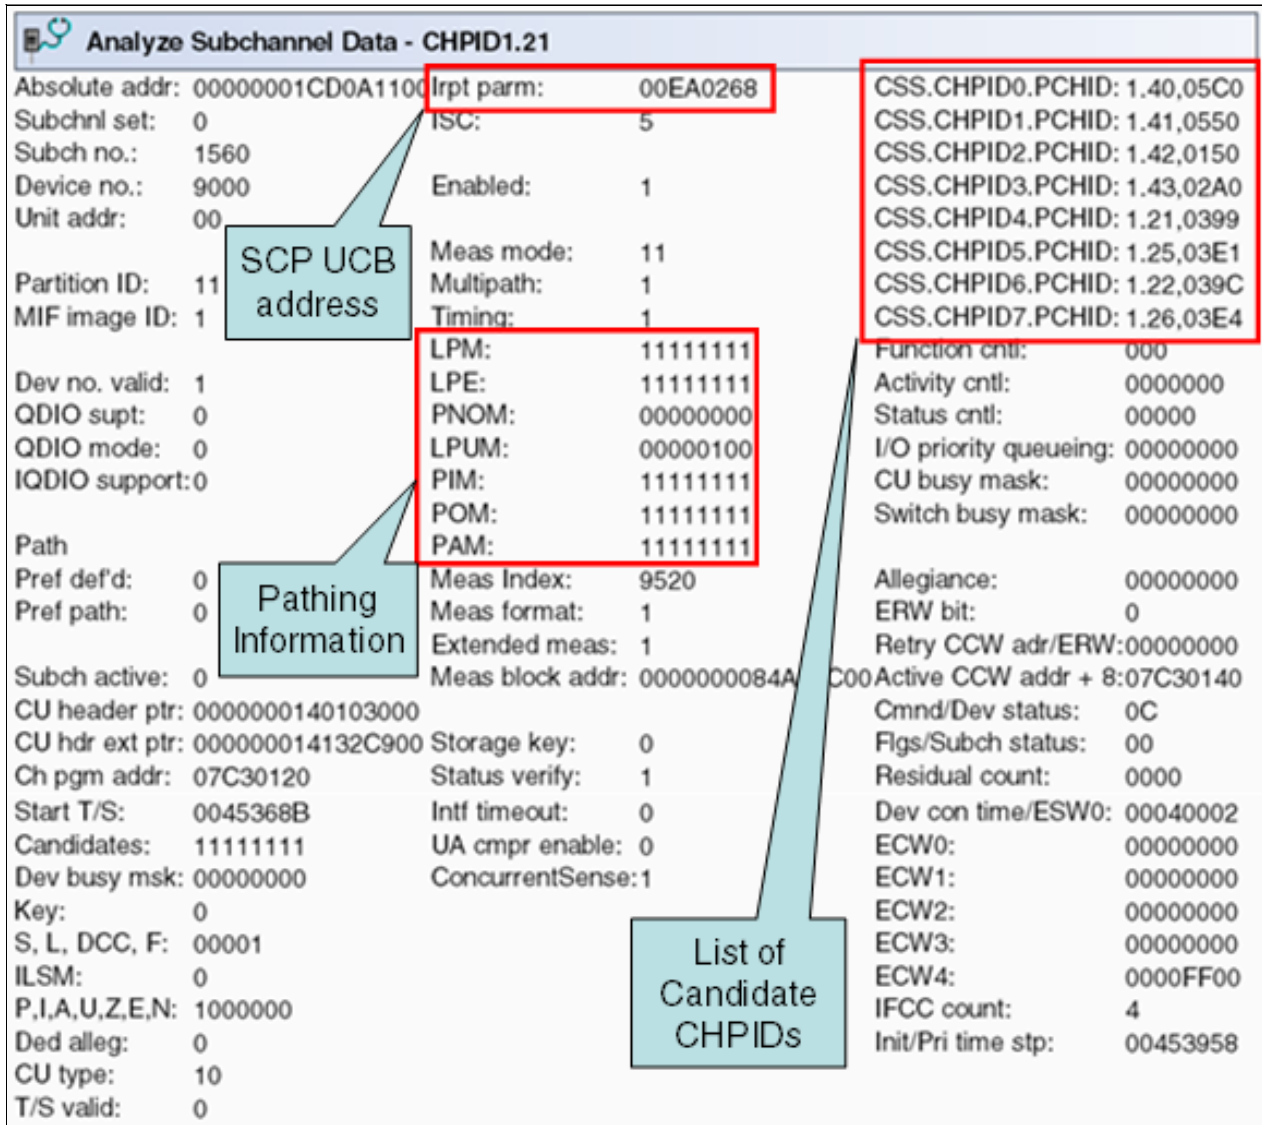 Analyze Subchannel Data - CHPID1.21
Absolute addr: 00000001CD0A1100 Irpt parm: 00EA0268 CSS.CHPID0.PCHID: 1.40,05C0
Subchnl set: 0 ISC: 5 CSS.CHPID1.PCHID: 1.41,0550
Subch no.: 1560 CSS.CHPID2.PCHID: 1.42,0150
Device no.: 9000 Enabled: 1 CSS.CHPID3.PCHID: 1.43,02A0
Unit addr: 00 CSS.CHPID4.PCHID: 1.21,0399
SCP UCB
address
Meas mode: 11 CSS.CHPID5.PCHID: 1.25,03E1
Partition ID: 11 Multipath: 1 CSS.CHPID6.PCHID: 1.22,039C
MIF image ID: 1 Timing: 1 CSS.CHPID7.PCHID: 1.26,03E4
LPM: 11111111 Function cntl: 000
Dev no. valid: 1 LPE: 11111111 Activity cntl: 0000000
QDIO supt: 0 PNOM: 00000000 Status cntl: 00000
QDIO mode: 0 LPUM: 00000100 I/O priority queueing: 00000000
IQDIO support: 0 PIM: 11111111 CU busy mask: 00000000
POM: 11111111 Switch busy mask: 00000000
Path PAM: 11111111
Pref def'd: 0 Meas Index: 9520 Allegiance: 00000000
Pref path: 0 Meas format: 1 ERW bit: 0
Pathing
Information
Extended meas: 1 Retry CCW adr/ERW: 00000000
Subch active: 0 Meas block addr: 0000000084A C00 Active CCW addr + 8: 07C30140
CU header ptr: 0000000140103000 Cmnd/Dev status: 0C
CU hdr ext ptr: 000000014132C900 Storage key: 0 Flgs/Subch status: 00
Ch pgm addr: 07C30120 Status verify: 1 Residual count: 0000
Start T/S: 0045368B Intf timeout: 0 Dev con time/ESW0: 00040002
Candidates: 11111111 UA cmpr enable: 0 ECW0: 00000000
Dev busy msk: 00000000 ConcurrentSense: 1 ECW1: 00000000
Key: 0 ECW2: 00000000
S, L, DCC, F: 00001 ECW3: 00000000
ILSM: 0 ECW4: 0000FF00
P,I,A,U,Z,E,N: 1000000 IFCC count: 4
List of
Candidate
CHPIDs
Ded alleg: 0 Init/Pri time stp: 00453958
CU type: 10
T/S valid: 0